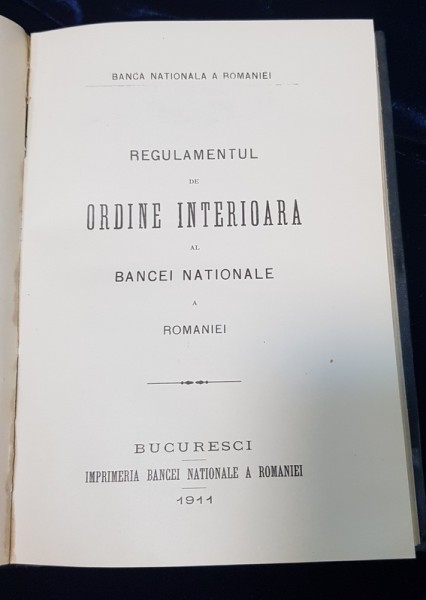 BANCA NATIONALA A ROMANIEI
REGULAMENTUL
DE
ORDINE INTERIOARA
AL
BANCEI NATIONALE
A
ROMANIEI
BUCURESCI
IMPRIMERIA BANCEI NATIONALE A ROMANIEI
1911